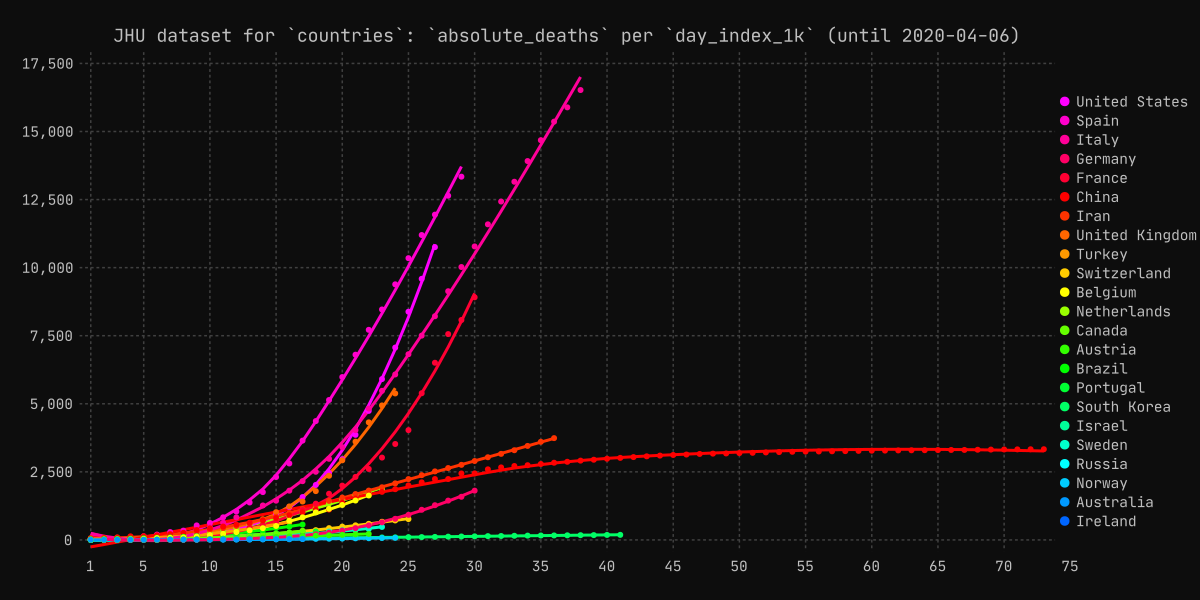 JHU dataset for `countries`: `absolute_deaths` per `day_index_1k` (until 2020-04-06)
17,500
15,000
12,500
10,000
7,500
5,000
2,500
0
1 5 10 15 20 25 30 35 40 45 50 55 60 65 70 75
United States
Spain
Italy
Germany
France
China
Iran
United Kingdom
Turkey
Switzerland
Belgium
Netherlands
Canada
Austria
Brazil
Portugal
South Korea
Israel
Sweden
Russia
Norway
Australia
Ireland